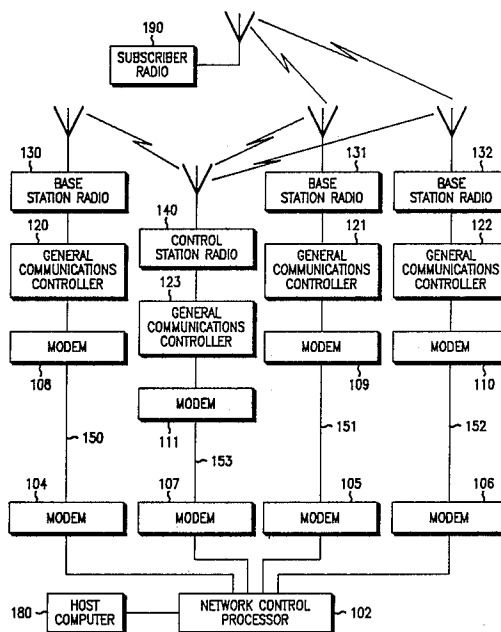 190
SUBSCRIBER
RADIO
130
BASE
STATION RADIO
131
BASE
STATION RADIO
132
BASE
STATION RADIO
120
GENERAL
COMMUNICATIONS
CONTROLLER
140
CONTROL
STATION RADIO
121
GENERAL
COMMUNICATIONS
CONTROLLER
122
GENERAL
COMMUNICATIONS
CONTROLLER
123
GENERAL
COMMUNICATIONS
CONTROLLER
MODEM
108
MODEM
109
MODEM
110
MODEM
111
150
153
151
152
104
MODEM
107
MODEM
105
MODEM
106
MODEM
180
HOST
COMPUTER
NETWORK CONTROL
PROCESSOR
102